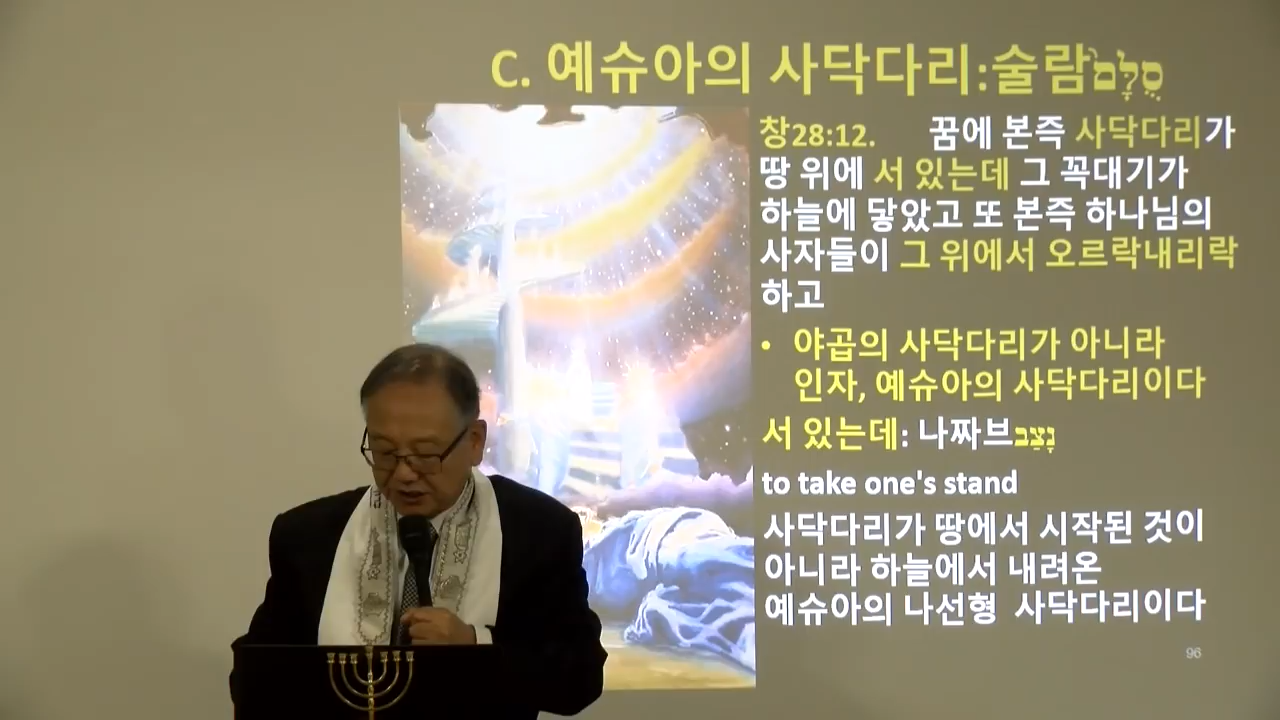 C. 예슈아의 사닥다리:술람סֻלָּם
창28:12. 꿈에 본즉 사닥다리가
땅 위에 서 있는데 그 꼭대기가
하늘에 닿았고 또 본즉 하나님의
사자들이 그 위에서 오르락내리락
하고
• 야곱의 사닥다리가 아니라
인자, 예슈아의 사닥다리이다
서 있는데: 나짜브נָצַב
to take one's stand
사닥다리가 땅에서 시작된 것이
아니라 하늘에서 내려온
예슈아의 나선형 사닥다리이다
96